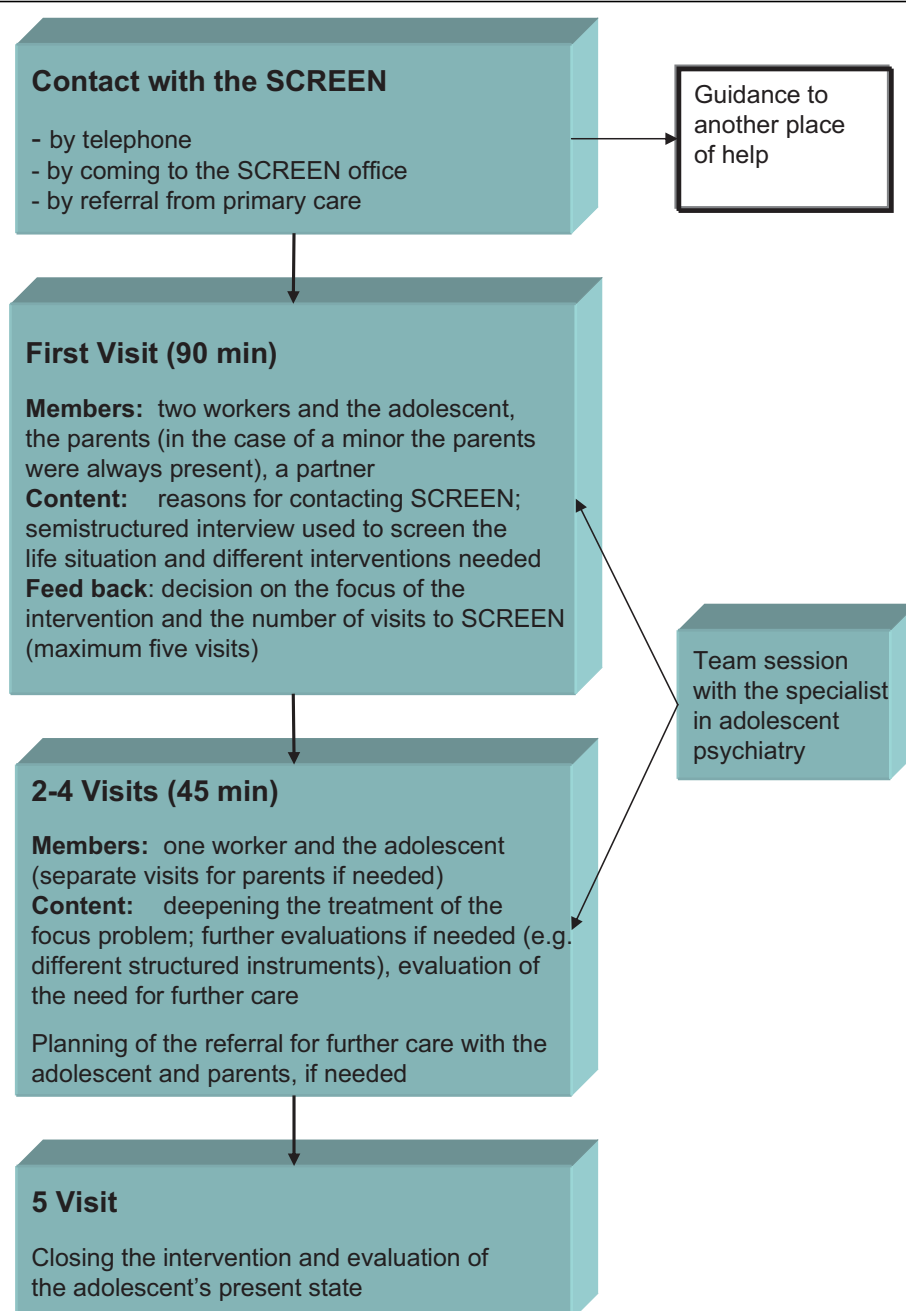 Contact with the SCREEN
- by telephone
- by coming to the SCREEN office
- by referral from primary care
Guidance to
another place
of help
First Visit (90 min)
Members: two workers and the adolescent,
the parents (in the case of a minor the parents
were always present), a partner
Content: reasons for contacting SCREEN;
semistructured interview used to screen the
life situation and different interventions needed
Feed back: decision on the focus of the
intervention and the number of visits to SCREEN
(maximum five visits)
Team session
with the specialist
in adolescent
psychiatry
2-4 Visits (45 min)
Members: one worker and the adolescent
(separate visits for parents if needed)
Content: deepening the treatment of the
focus problem; further evaluations if needed (e.g.
different structured instruments), evaluation of
the need for further care
Planning of the referral for further care with the
adolescent and parents, if needed
5 Visit
Closing the intervention and evaluation of
the adolescent's present state